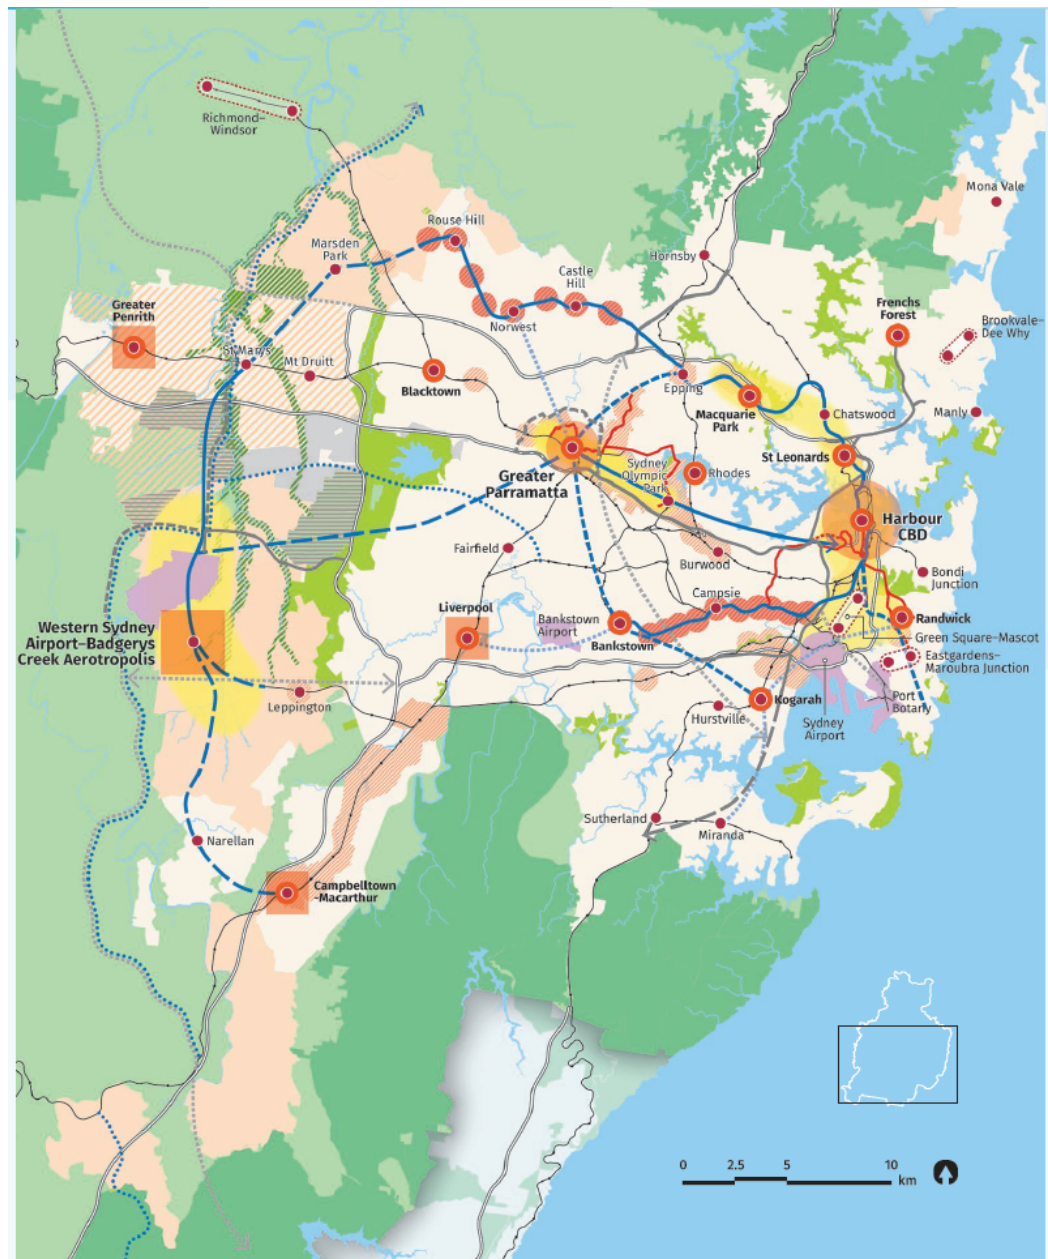 Richmond–
Windsor
Mona Vale
Rouse Hill
Marsden
Park
Hornsby
Castle
Hill
Greater
Penrith
Frenchs
Forest
Norwest
Brookvale–
Dee Why
St Marys
Mt Druitt
Blacktown
Epping
Macquarie
Park
Chatswood
Manly
St Leonards
Greater
Parramatta
Sydney
Olympic
Park
Rhodes
Harbour
CBD
Fairfield
Burwood
Bondi
Junction
Campsie
Liverpool
Bankstown
Airport
Bankstown
Randwick
Green Square–Mascot
Western Sydney
Airport–Badgerys
Creek Aerotropolis
Eastgardens–
Maroubra Junction
Leppington
Kogarah
Port
Botany
Hurstville
Sydney
Airport
Sutherland
Miranda
Narellan
Campbelltown
-Macarthur
0 2.5 5 10
km